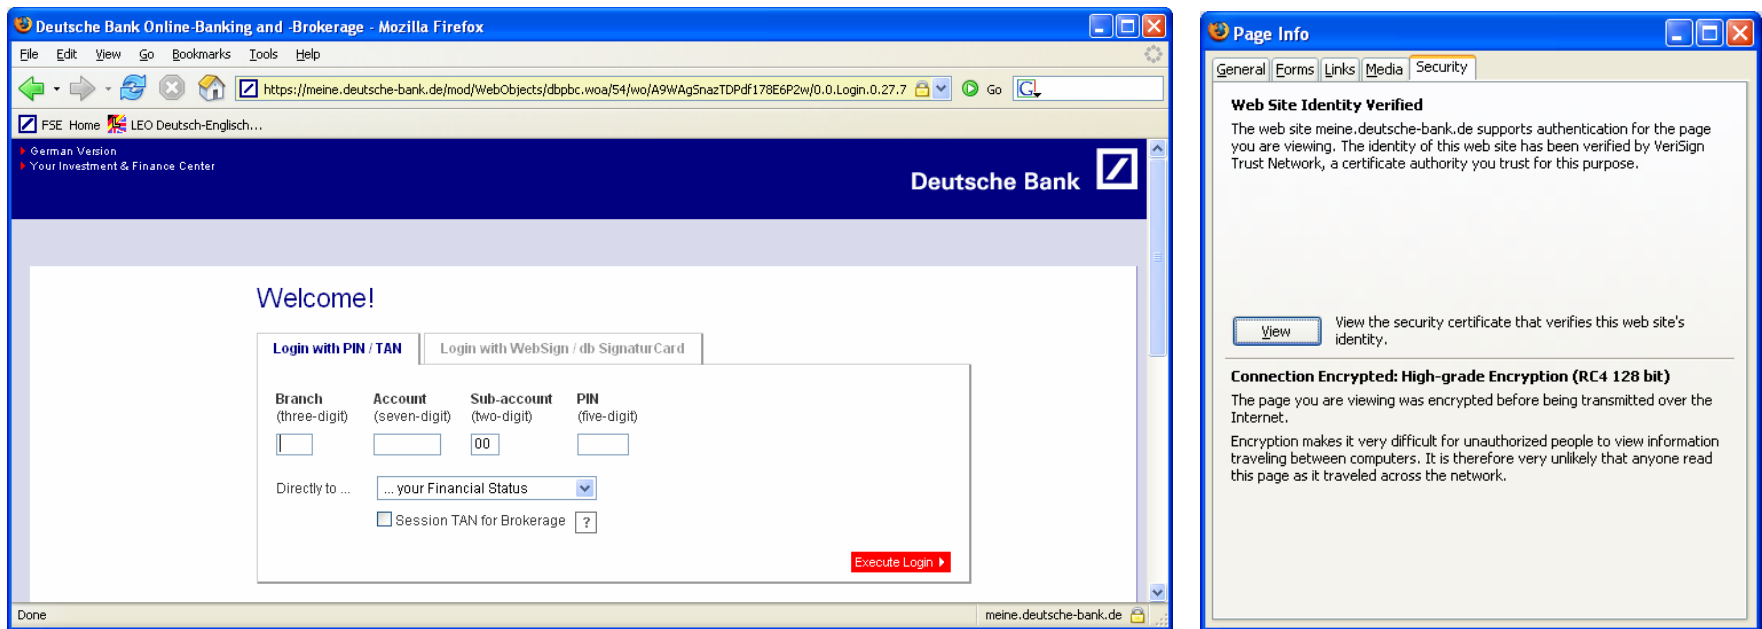 Deutsche Bank Online-Banking and -Brokerage - Mozilla Firefox
File Edit View Go Bookmarks Tools Help
https://meine.deutsche-bank.de/mod/WebObjects/dbpbc.woa/54/wo/A9WAgSnazTDPdf178E6P2w/0.0.Login.0.27.7 Go G
FSE Home LEO Deutsch-Englisch...
German Version
Your Investment & Finance Center
Deutsche Bank
Welcome!
Login with PIN / TAN Login with WebSign / db SignaturCard
Branch Account Sub-account PIN
(three-digit) (seven-digit) (two-digit) (five-digit)
00
Directly to ... ... your Financial Status
Session TAN for Brokerage ?
Execute Login
Done meine.deutsche-bank.de
Page Info
General Forms Links Media Security
Web Site Identity Verified
The web site meine.deutsche-bank.de supports authentication for the page
you are viewing. The identity of this web site has been verified by VeriSign
Trust Network, a certificate authority you trust for this purpose.
View View the security certificate that verifies this web site's
identity.
Connection Encrypted: High-grade Encryption (RC4 128 bit)
The page you are viewing was encrypted before being transmitted over the
Internet.
Encryption makes it very difficult for unauthorized people to view information
traveling between computers. It is therefore very unlikely that anyone read
this page as it traveled across the network.